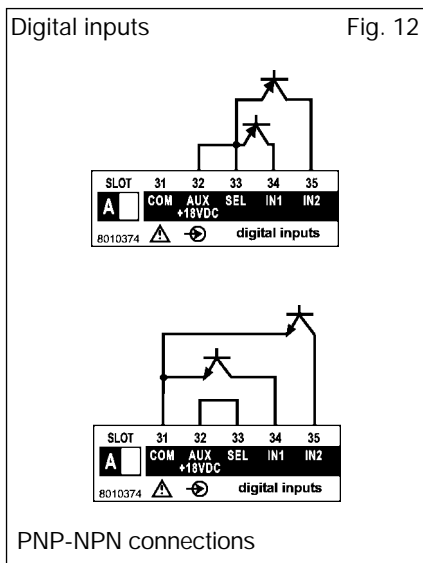 Digital inputs Fig. 12
SLOT 31 32 33 34 35
A COM AUX SEL IN1 IN2
+18VDC
8010374 digital inputs
SLOT 31 32 33 34 35
A COM AUX SEL IN1 IN2
+18VDC
8010374 digital inputs
PNP-NPN connections